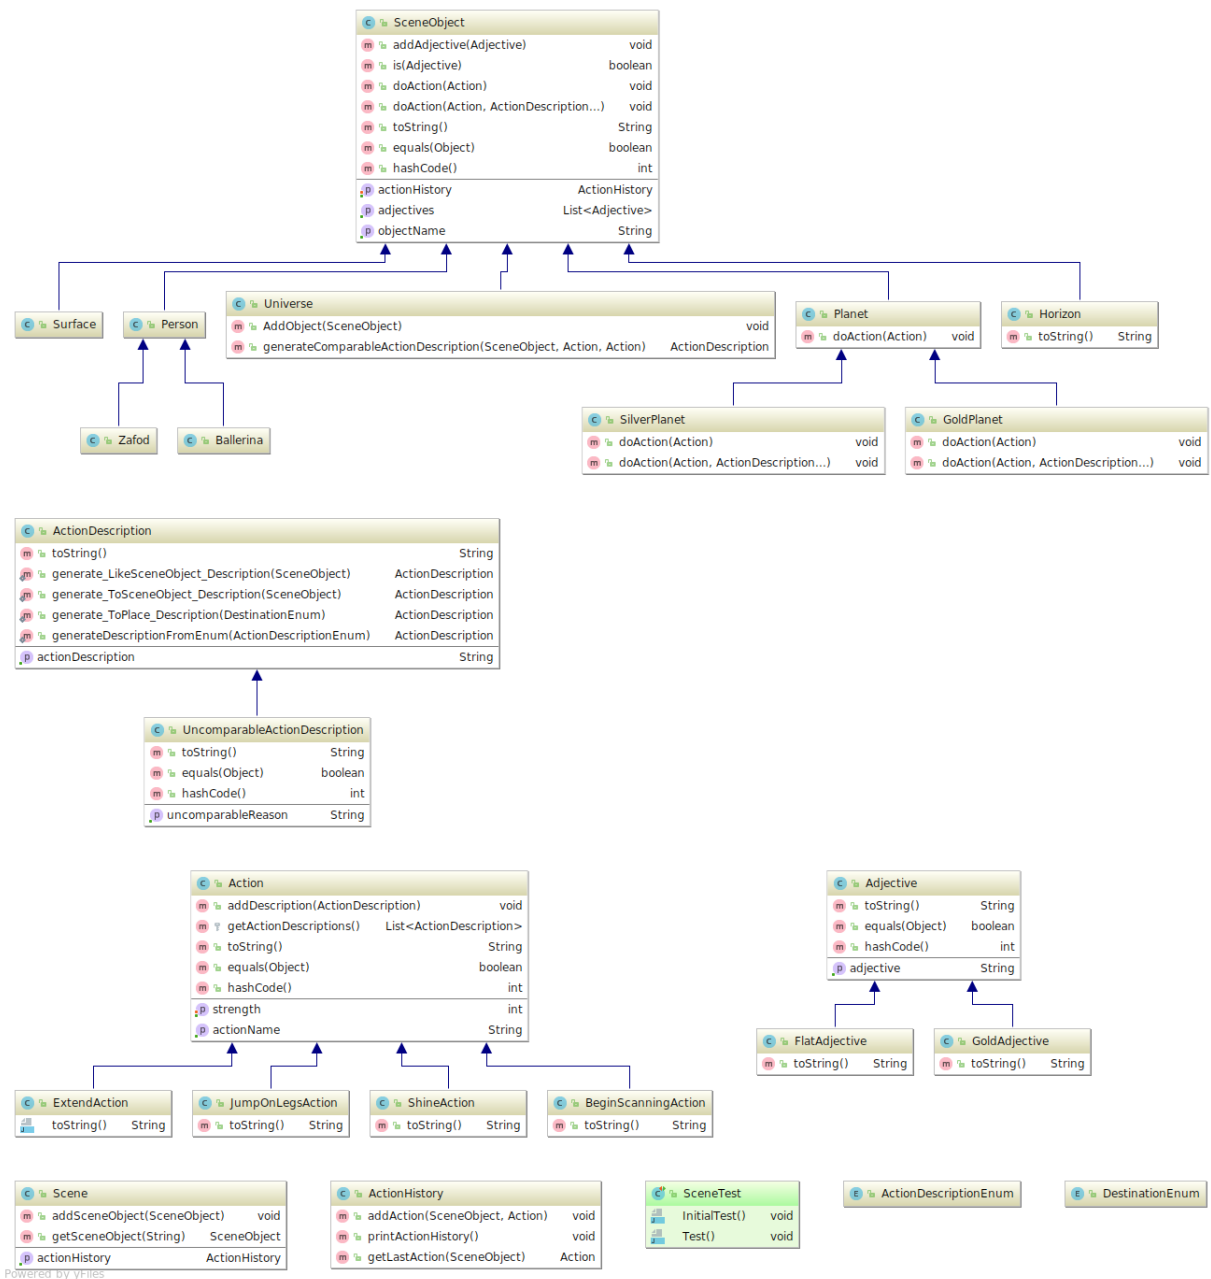 SceneObject
addAdjective(Adjective) void
is(Adjective) boolean
doAction(Action) void
doAction(Action, ActionDescription...) void
toString() String
equals(Object) boolean
hashCode() int
actionHistory ActionHistory
adjectives List<Adjective>
objectName String
Surface
Person
Universe
AddObject(SceneObject) void
generateComparableActionDescription(SceneObject, Action, Action) ActionDescription
Planet
doAction(Action) void
Horizon
toString() String
Zafod
Ballerina
SilverPlanet
doAction(Action) void
doAction(Action, ActionDescription...) void
GoldPlanet
doAction(Action) void
doAction(Action, ActionDescription...) void
ActionDescription
toString() String
generate_LikeSceneObject_Description(SceneObject) ActionDescription
generate_ToSceneObject_Description(SceneObject) ActionDescription
generate_ToPlace_Description(DestinationEnum) ActionDescription
generateDescriptionFromEnum(ActionDescriptionEnum) ActionDescription
actionDescription String
UncomparableActionDescription
toString() String
equals(Object) boolean
hashCode() int
uncomparableReason String
Action
addDescription(ActionDescription) void
getActionDescriptions() List<ActionDescription>
toString() String
equals(Object) boolean
hashCode() int
strength int
actionName String
Adjective
toString() String
equals(Object) boolean
hashCode() int
adjective String
FlatAdjective
toString() String
GoldAdjective
toString() String
ExtendAction
toString() String
JumpOnLegsAction
toString() String
ShineAction
toString() String
BeginScanningAction
toString() String
Scene
addSceneObject(SceneObject) void
getSceneObject(String) SceneObject
actionHistory ActionHistory
ActionHistory
addAction(SceneObject, Action) void
printActionHistory() void
getLastAction(SceneObject) Action
SceneTest
InitialTest() void
Test() void
ActionDescriptionEnum
DestinationEnum
Powered by yFiles